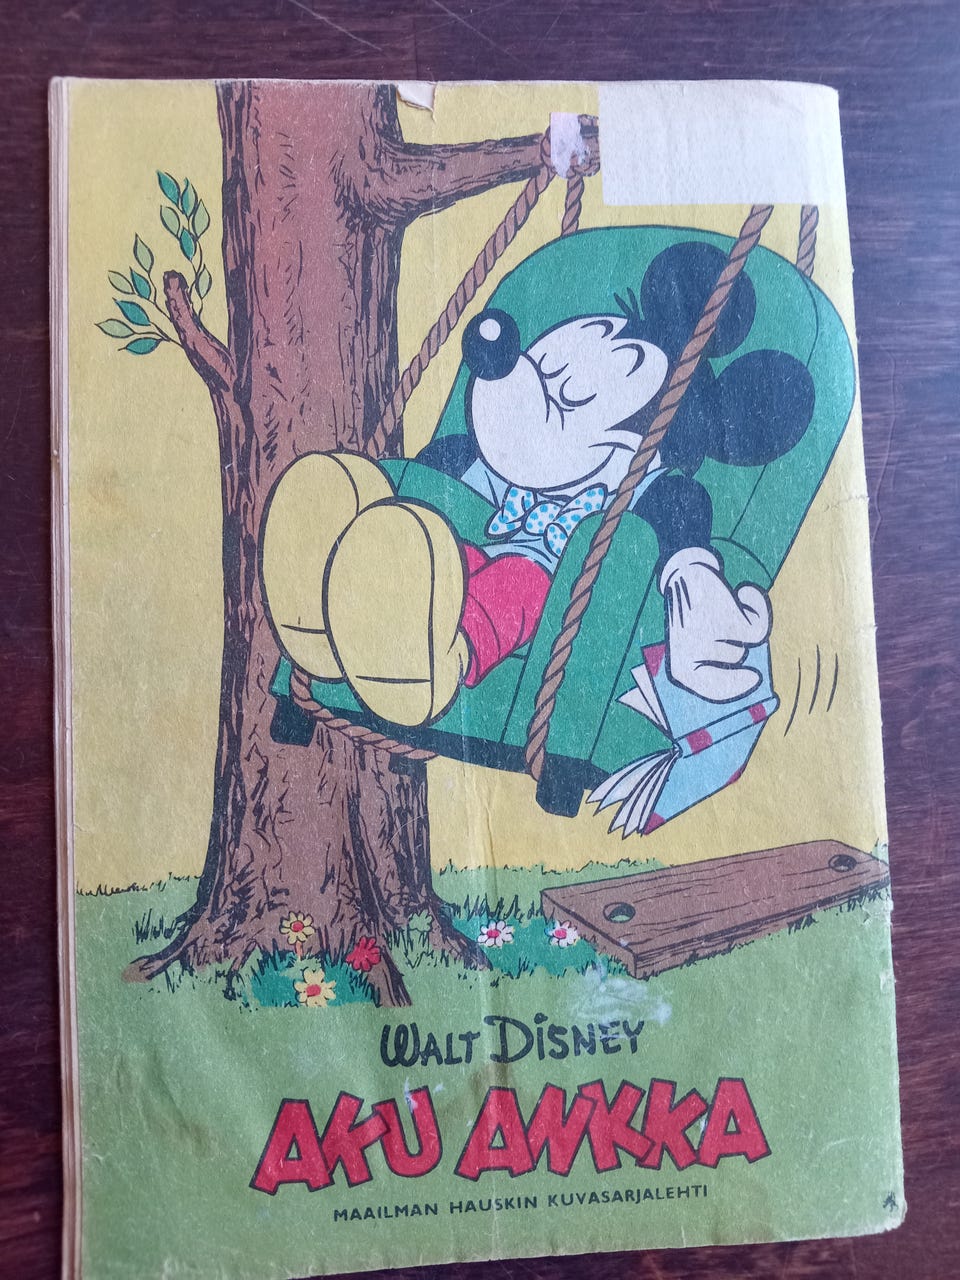 WALT DISNEY
AKU ANKKA
MAAILMAN HAUSKIN KUVASARJALEHTI